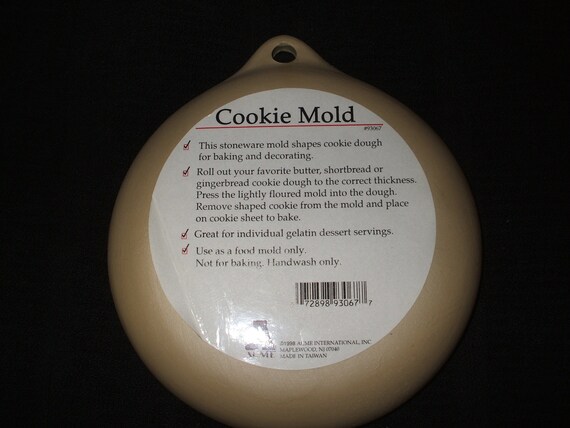 Cookie Mold
#93067
This stoneware mold shapes cookie dough
for baking and decorating.
Roll out your favorite butter, shortbread or
gingerbread cookie dough to the correct thickness.
Press the lightly floured mold into the dough.
Remove shaped cookie from the mold and place
on cookie sheet to bake.
Great for individual gelatin dessert servings.
Use as a food mold only.
Not for baking. Handwash only.
72898 93067 7
ACME
©1998 ACME INTERNATIONAL, INC
MAPLEWOOD, NJ 07040
MADE IN TAIWAN